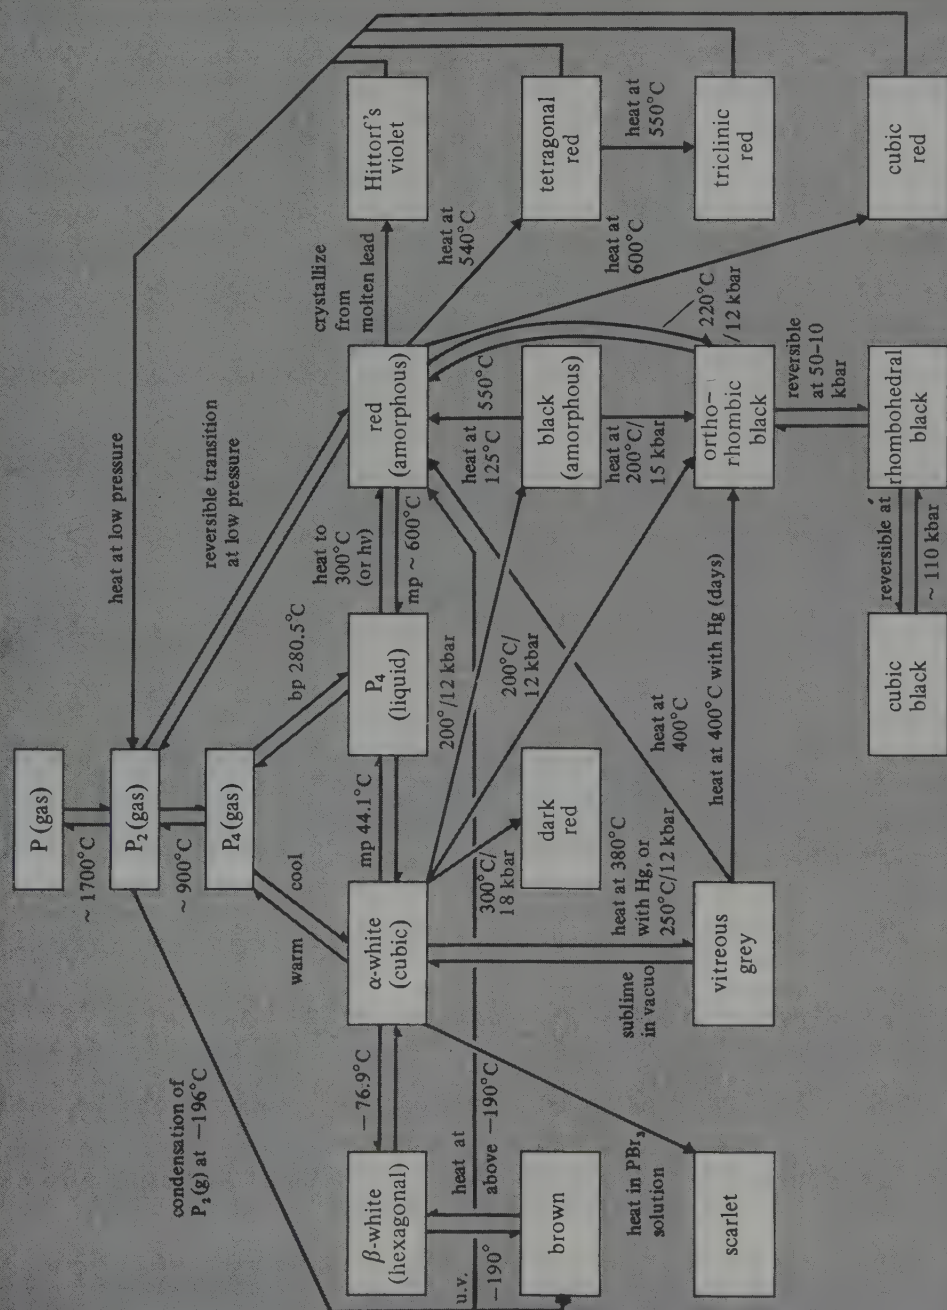 P (gas)
~ 1700°C
P₂ (gas)
heat at low pressure
~ 900°C
condensation of
P₂(g) at −196°C
P₄ (gas)
reversible transition
at low pressure
warm
cool
bp 280.5°C
crystallize
from
molten lead
β-white
(hexagonal)
− 76.9°C
α-white
(cubic)
mp 44.1°C
P₄
(liquid)
heat to
300°C
(or hν)
mp ~ 600°C
red
(amorphous)
Hittorf's
violet
u.v.
−190°
heat at
above −190°C
200°/12 kbar
heat at
125°C
550°C
heat at
540°C
brown
300°C/
18 kbar
dark
red
200°C/
12 kbar
black
(amorphous)
tetragonal
red
heat in PBr₃
solution
sublime
in vacuo
heat at 380°C
with Hg, or
250°C/12 kbar
heat at
400°C
heat at
200°C/
15 kbar
heat at
600°C
heat at
550°C
scarlet
vitreous
grey
heat at 400°C with Hg (days)
ortho-
rhombic
black
220°C
/12 kbar
triclinic
red
reversible
at 50–10
kbar
cubic
black
reversible at
~ 110 kbar
rhombohedral
black
cubic
red